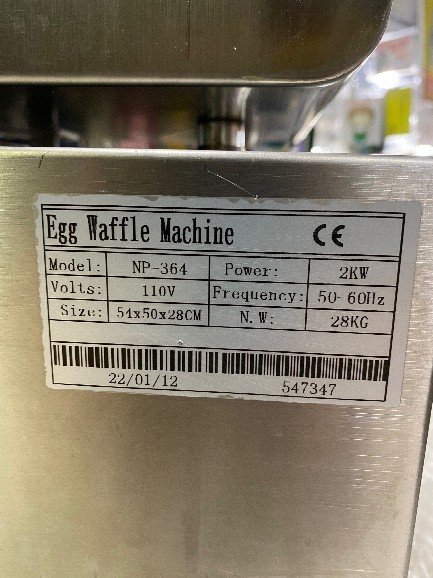 Egg Waffle Machine CE
Model: NP-364 Power: 2KW
Volts: 110V Frequency: 50-60Hz
Size: 54x50x28CM N.W: 28KG
22/01/12 547347